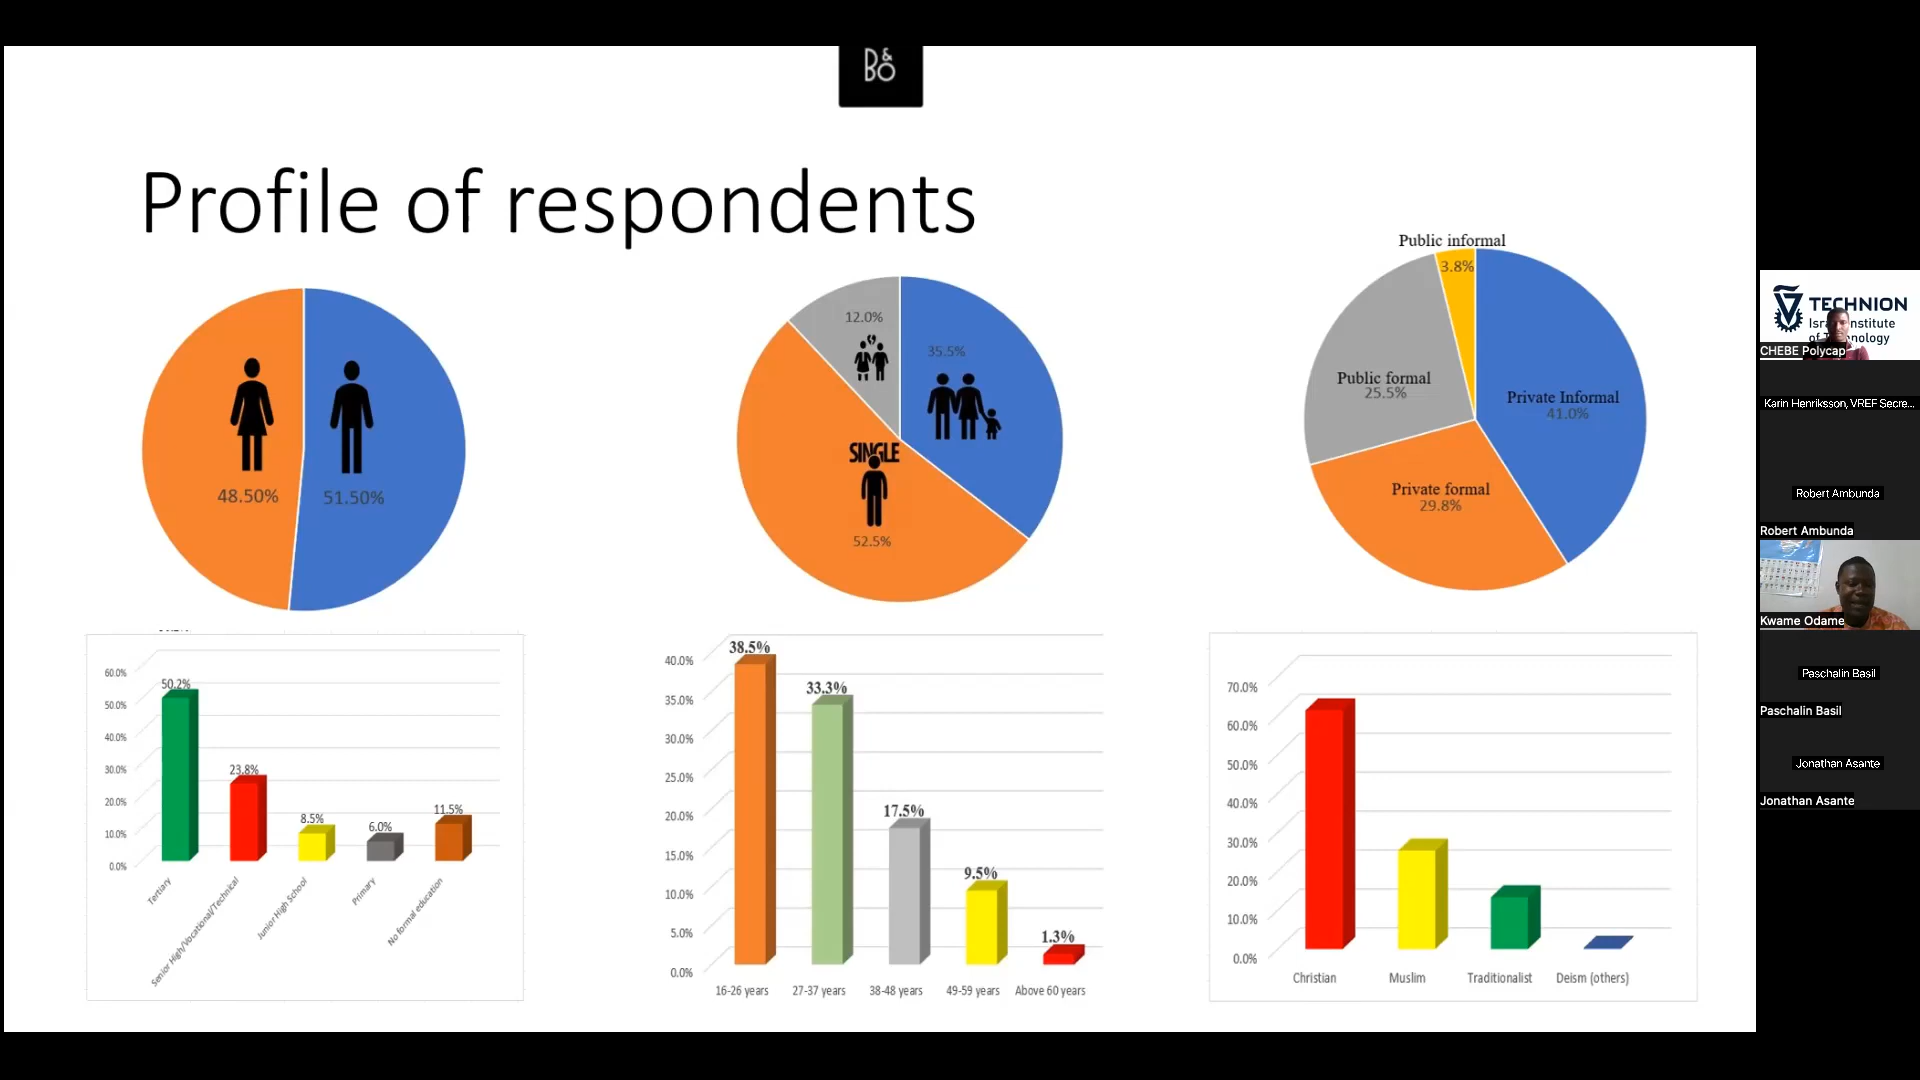 B&O
Profile of respondents
48.50%
51.50%
12.0%
35.5%
SINGLE
52.5%
Public informal
3.8%
Public formal
25.5%
Private Informal
41.0%
Private formal
29.8%
60.0%
50.0%
40.0%
30.0%
20.0%
10.0%
0.0%
50.2%
23.8%
8.5%
6.0%
11.5%
Tertiary
Senior High/Vocational/Technical
Junior High School
Primary
No formal education
40.0%
35.0%
30.0%
25.0%
20.0%
15.0%
10.0%
5.0%
0.0%
38.5%
33.3%
17.5%
9.5%
1.3%
16-26 years
27-37 years
38-48 years
49-59 years
Above 60 years
70.0%
60.0%
50.0%
40.0%
30.0%
20.0%
10.0%
0.0%
Christian
Muslim
Traditionalist
Deism (others)
TECHNION
CHEBE Polycap
Karin Henriksson, VREF Secre...
Robert Ambunda
Robert Ambunda
Kwame Odame
Paschalin Basil
Paschalin Basil
Jonathan Asante
Jonathan Asante